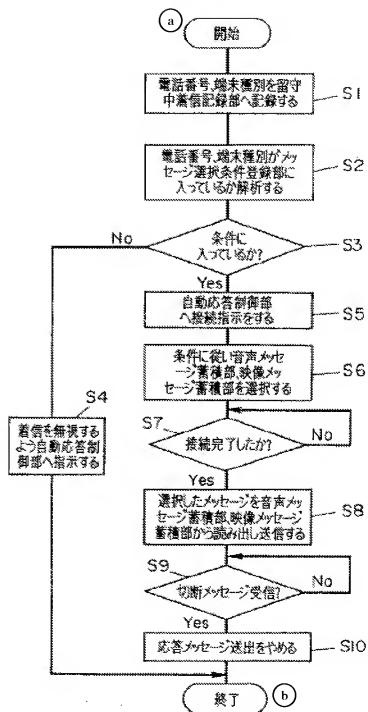 a
開始
電話番号、端末種別を留守
中着信記録部へ記録する
S1
電話番号、端末種別がメッ
セージ選択条件登録部に
入っているか解析する
S2
条件に
入っているか?
S3
No
Yes
自動応答制御部
へ接続指示をする
S5
条件に従い音声メッセ
ージ蓄積部、映像メッ
セージ蓄積部を選択する
S6
S4
着信を無視する
よう自動応答制
御部へ指示する
S7
接続完了したか?
No
Yes
選択したメッセージを音声メッ
セージ蓄積部、映像メッセージ
蓄積部から読み出し送信する
S8
S9
切断メッセージ受信?
No
Yes
応答メッセージ送出をやめる
S10
終了
b